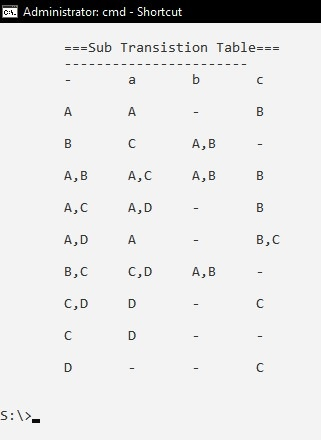 Administrator: cmd - Shortcut
===Sub Transistion Table===
-----------------------
- a b c
A A - B
B C A,B -
A,B A,C A,B B
A,C A,D - B
A,D A - B,C
B,C C,D A,B -
C,D D - C
C D - -
D - - C
S:\>